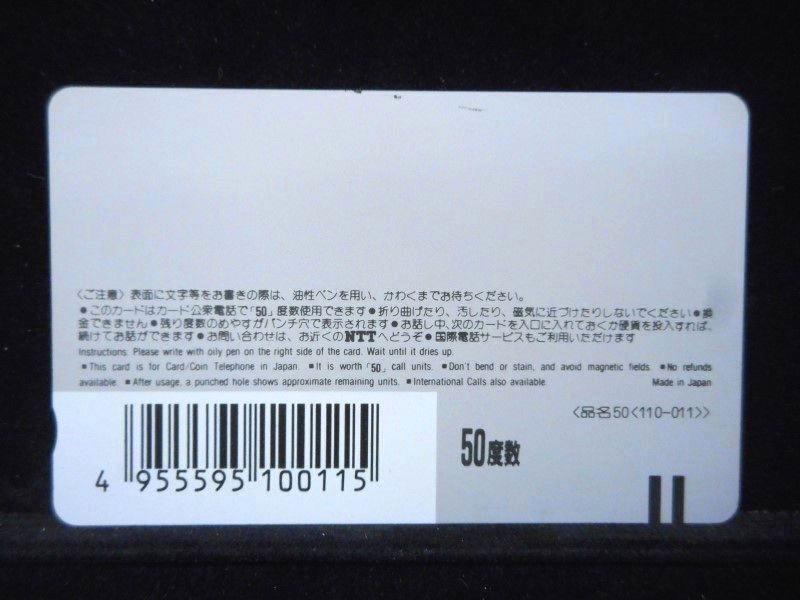 〈ご注意〉表面に文字等をお書きの際は、油性ペンを用い、かわくまでお待ちください。
●このカードはカード公衆電話で「50」度数使用できます●折り曲げたり、汚したり、磁気に近づけたりしないでください●換
金できません●残り度数のめやすがパンチ穴で表示されます●お話し中、次のカードを入口に入れておくか硬貨を投入すれば、
続けてお話ができます●お問い合わせは、お近くのNTTへどうぞ●国際電話サービスもご利用いただけます
Instructions: Please write with oily pen on the right side of the card. Wait until it dries up.
■This card is for Card/Coin Telephone in Japan. ■It is worth「50」call units. ■Don't bend or stain, and avoid magnetic fields. ■No refunds
available. ■After usage, a punched hole shows approximate remaining units. ■International Calls also available. Made in Japan
〈品名50〈110-011〉〉
50度数
4 955595 100115